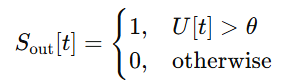 S_out[t] = { 1, U[t] > θ
0, otherwise